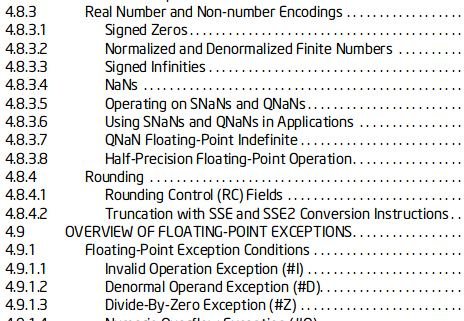 4.8.3 Real Number and Non-number Encodings . . . . . . . . . . . . . . . . .
4.8.3.1 Signed Zeros . . . . . . . . . . . . . . . . . . . . . . . . . . . . . . . . . . . . . . . .
4.8.3.2 Normalized and Denormalized Finite Numbers . . . . . . . . .
4.8.3.3 Signed Infinities . . . . . . . . . . . . . . . . . . . . . . . . . . . . . . . . . . . . .
4.8.3.4 NaNs . . . . . . . . . . . . . . . . . . . . . . . . . . . . . . . . . . . . . . . . . . . . . .
4.8.3.5 Operating on SNaNs and QNaNs . . . . . . . . . . . . . . . . . . . . . .
4.8.3.6 Using SNaNs and QNaNs in Applications . . . . . . . . . . . . . . .
4.8.3.7 QNaN Floating-Point Indefinite . . . . . . . . . . . . . . . . . . . . . . .
4.8.3.8 Half-Precision Floating-Point Operation. . . . . . . . . . . . . . . .
4.8.4 Rounding . . . . . . . . . . . . . . . . . . . . . . . . . . . . . . . . . . . . . . . . . . . . .
4.8.4.1 Rounding Control (RC) Fields . . . . . . . . . . . . . . . . . . . . . . . . .
4.8.4.2 Truncation with SSE and SSE2 Conversion Instructions . .
4.9 OVERVIEW OF FLOATING-POINT EXCEPTIONS. . . . . . . . . . . . . . . .
4.9.1 Floating-Point Exception Conditions . . . . . . . . . . . . . . . . . . . . . .
4.9.1.1 Invalid Operation Exception (#I) . . . . . . . . . . . . . . . . . . . . . .
4.9.1.2 Denormal Operand Exception (#D). . . . . . . . . . . . . . . . . . . .
4.9.1.3 Divide-By-Zero Exception (#Z) . . . . . . . . . . . . . . . . . . . . . . .